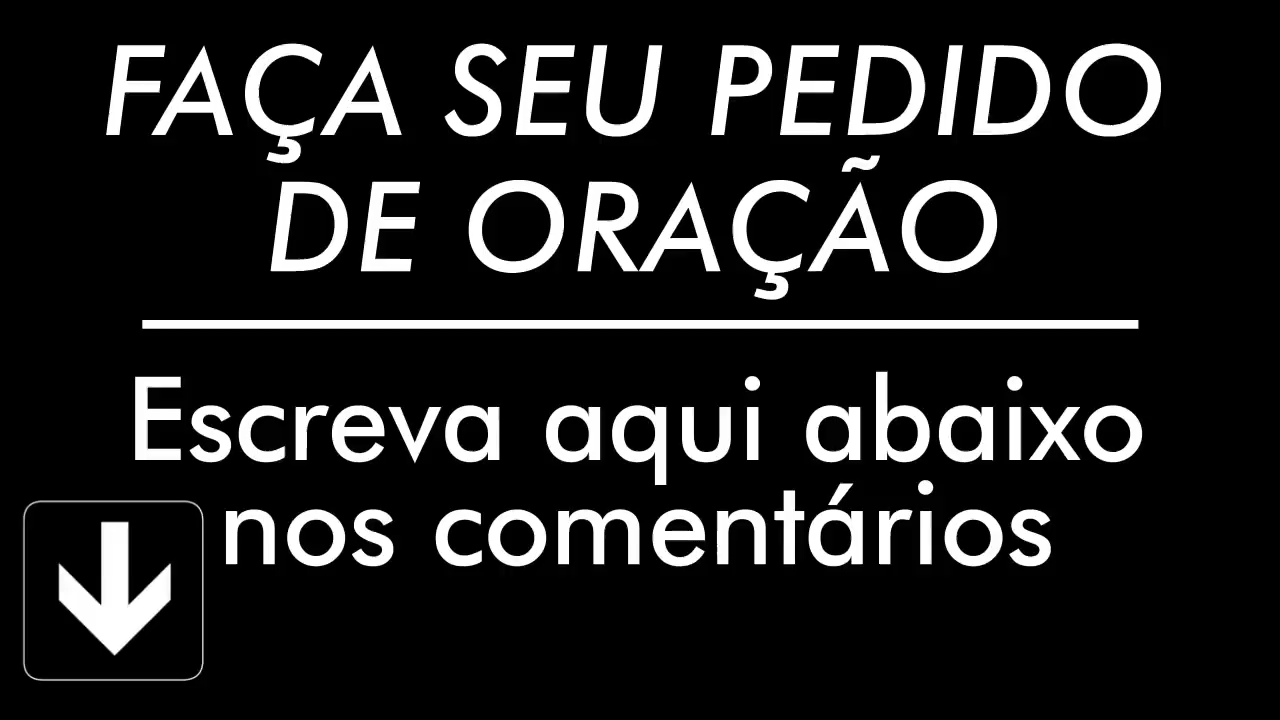 FAÇA SEU PEDIDO
DE ORAÇÃO
Escreva aqui abaixo
nos comentários